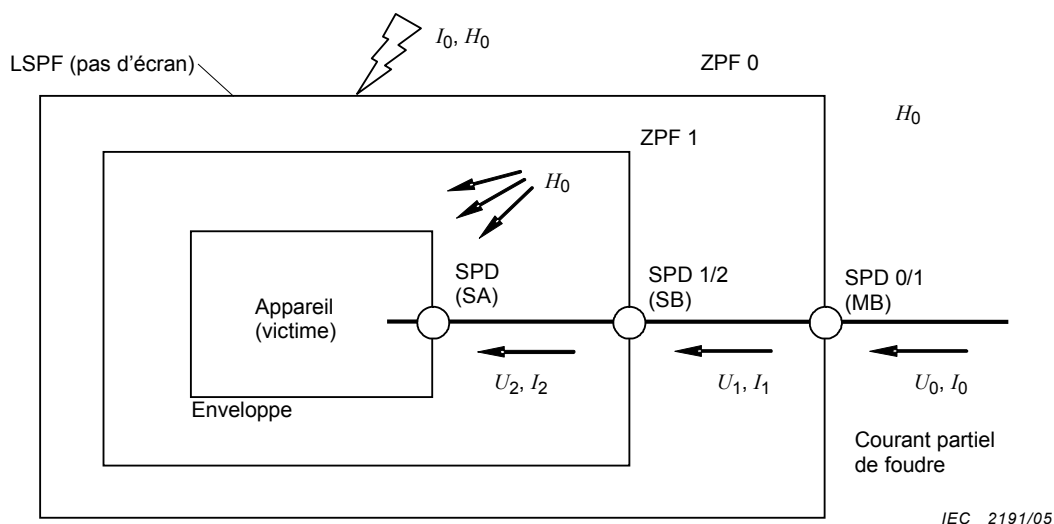 I0, H0
LSPF (pas d'écran)
ZPF 0
H0
ZPF 1
H0
SPD
(SA)
SPD 1/2
(SB)
SPD 0/1
(MB)
Appareil
(victime)
U2, I2
U1, I1
U0, I0
Enveloppe
Courant partiel
de foudre
IEC 2191/05